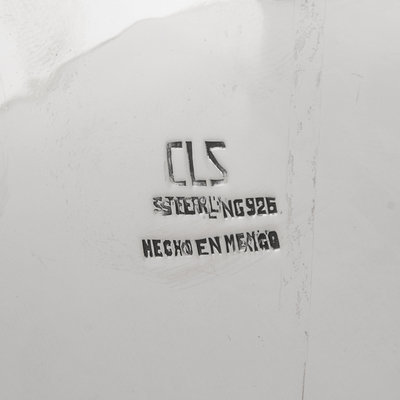 CLS
STERLING 925
HECHO EN MEXICO